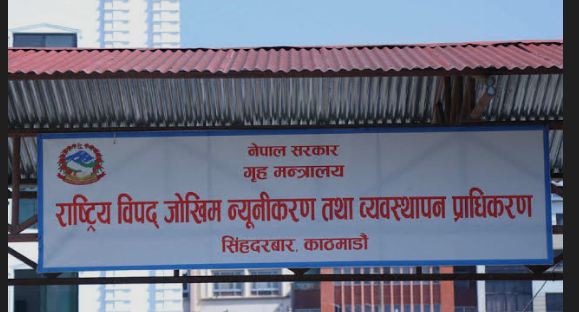 नेपाल सरकार
गृह मन्त्रालय
राष्ट्रिय विपद् जोखिम न्यूनीकरण तथा व्यवस्थापन प्राधिकरण
सिंहदरबार, काठमाडौं